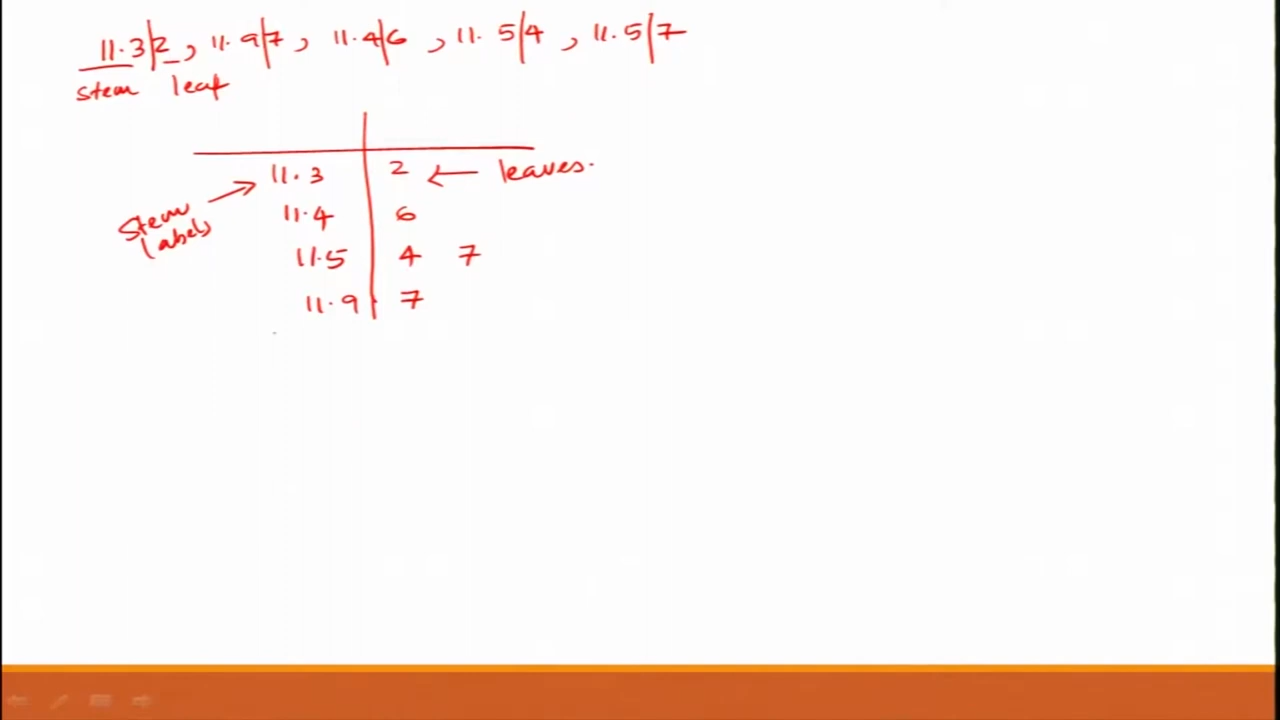 11.3|2, 11.9|7, 11.4|6, 11.5|4, 11.5|7
stem leaf
11.3 | 2 ← leaves.
stem labels →
11.4 | 6
11.5 | 4 7
11.9 | 7